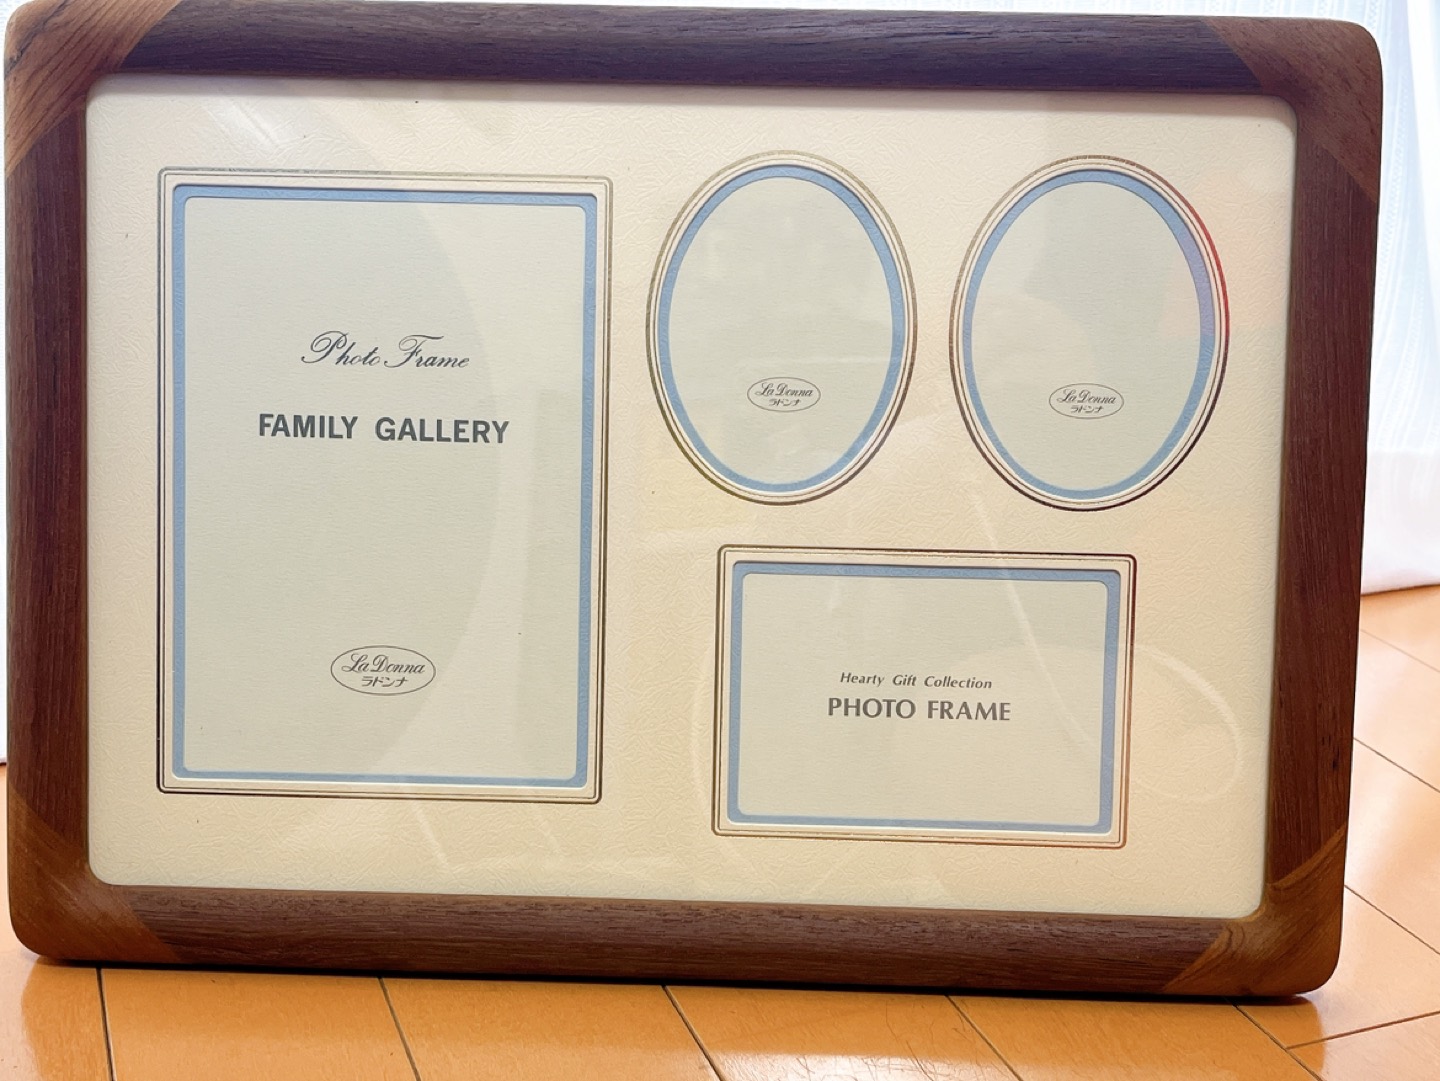 Photo Frame
FAMILY GALLERY
La Donna
ラドンナ
La Donna
ラドンナ
La Donna
ラドンナ
Hearty Gift Collection
PHOTO FRAME